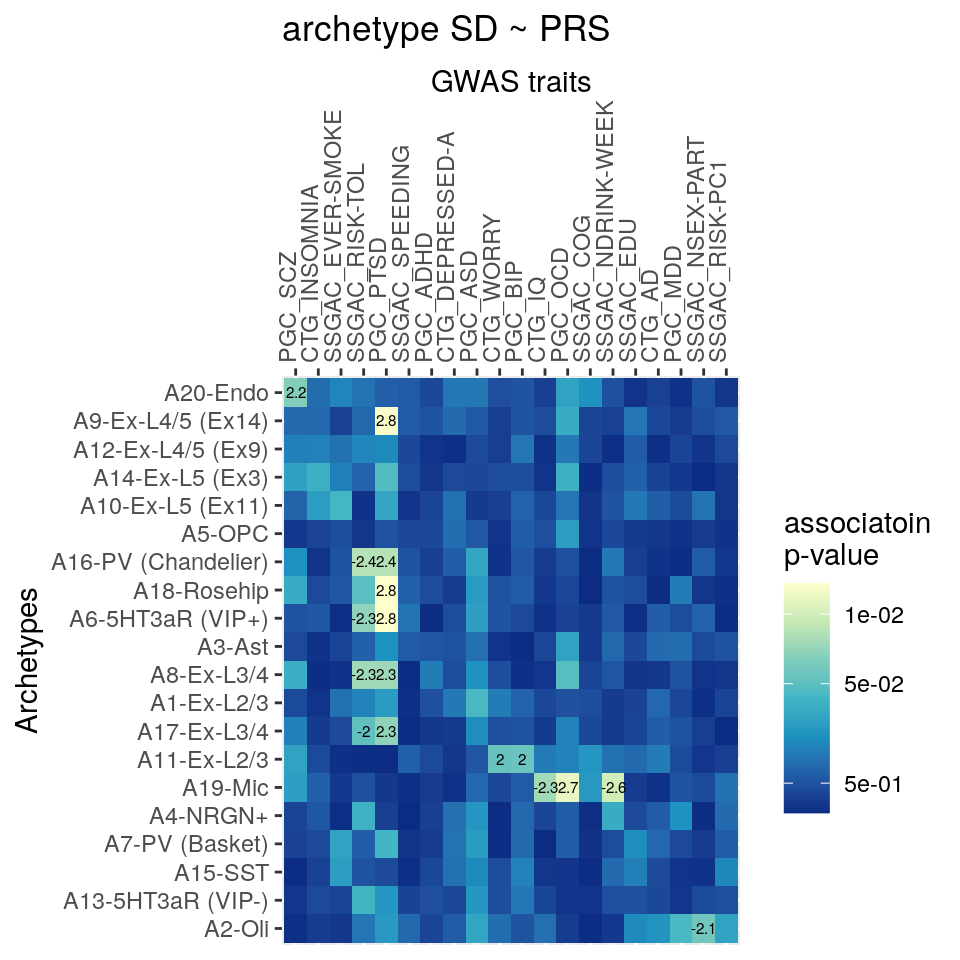 archetype SD ~ PRS
GWAS traits
PGC_SCZ
CTG_INSOMNIA
SSGAC_EVER-SMOKE
SSGAC_RISK-TOL
PGC_PTSD
SSGAC_SPEEDING
PGC_ADHD
CTG_DEPRESSED-A
PGC_ASD
CTG_WORRY
PGC_BIP
CTG_IQ
PGC_OCD
SSGAC_COG
SSGAC_NDRINK-WEEK
SSGAC_EDU
CTG_AD
PGC_MDD
SSGAC_NSEX-PART
SSGAC_RISK-PC1
Archetypes
A20-Endo 2.2
A9-Ex-L4/5 (Ex14) 2.8
A12-Ex-L4/5 (Ex9)
A14-Ex-L5 (Ex3)
A10-Ex-L5 (Ex11)
A5-OPC
A16-PV (Chandelier) -2.4 2.4
A18-Rosehip 2.8
A6-5HT3aR (VIP+) -2.3 2.8
A3-Ast
A8-Ex-L3/4 -2.3 2.3
A1-Ex-L2/3
A17-Ex-L3/4 -2 2.3
A11-Ex-L2/3 2 2
A19-Mic -2.3 2.7 -2.6
A4-NRGN+
A7-PV (Basket)
A15-SST
A13-5HT3aR (VIP-)
A2-Oli -2.1
associatoin
p-value
1e-02
5e-02
5e-01